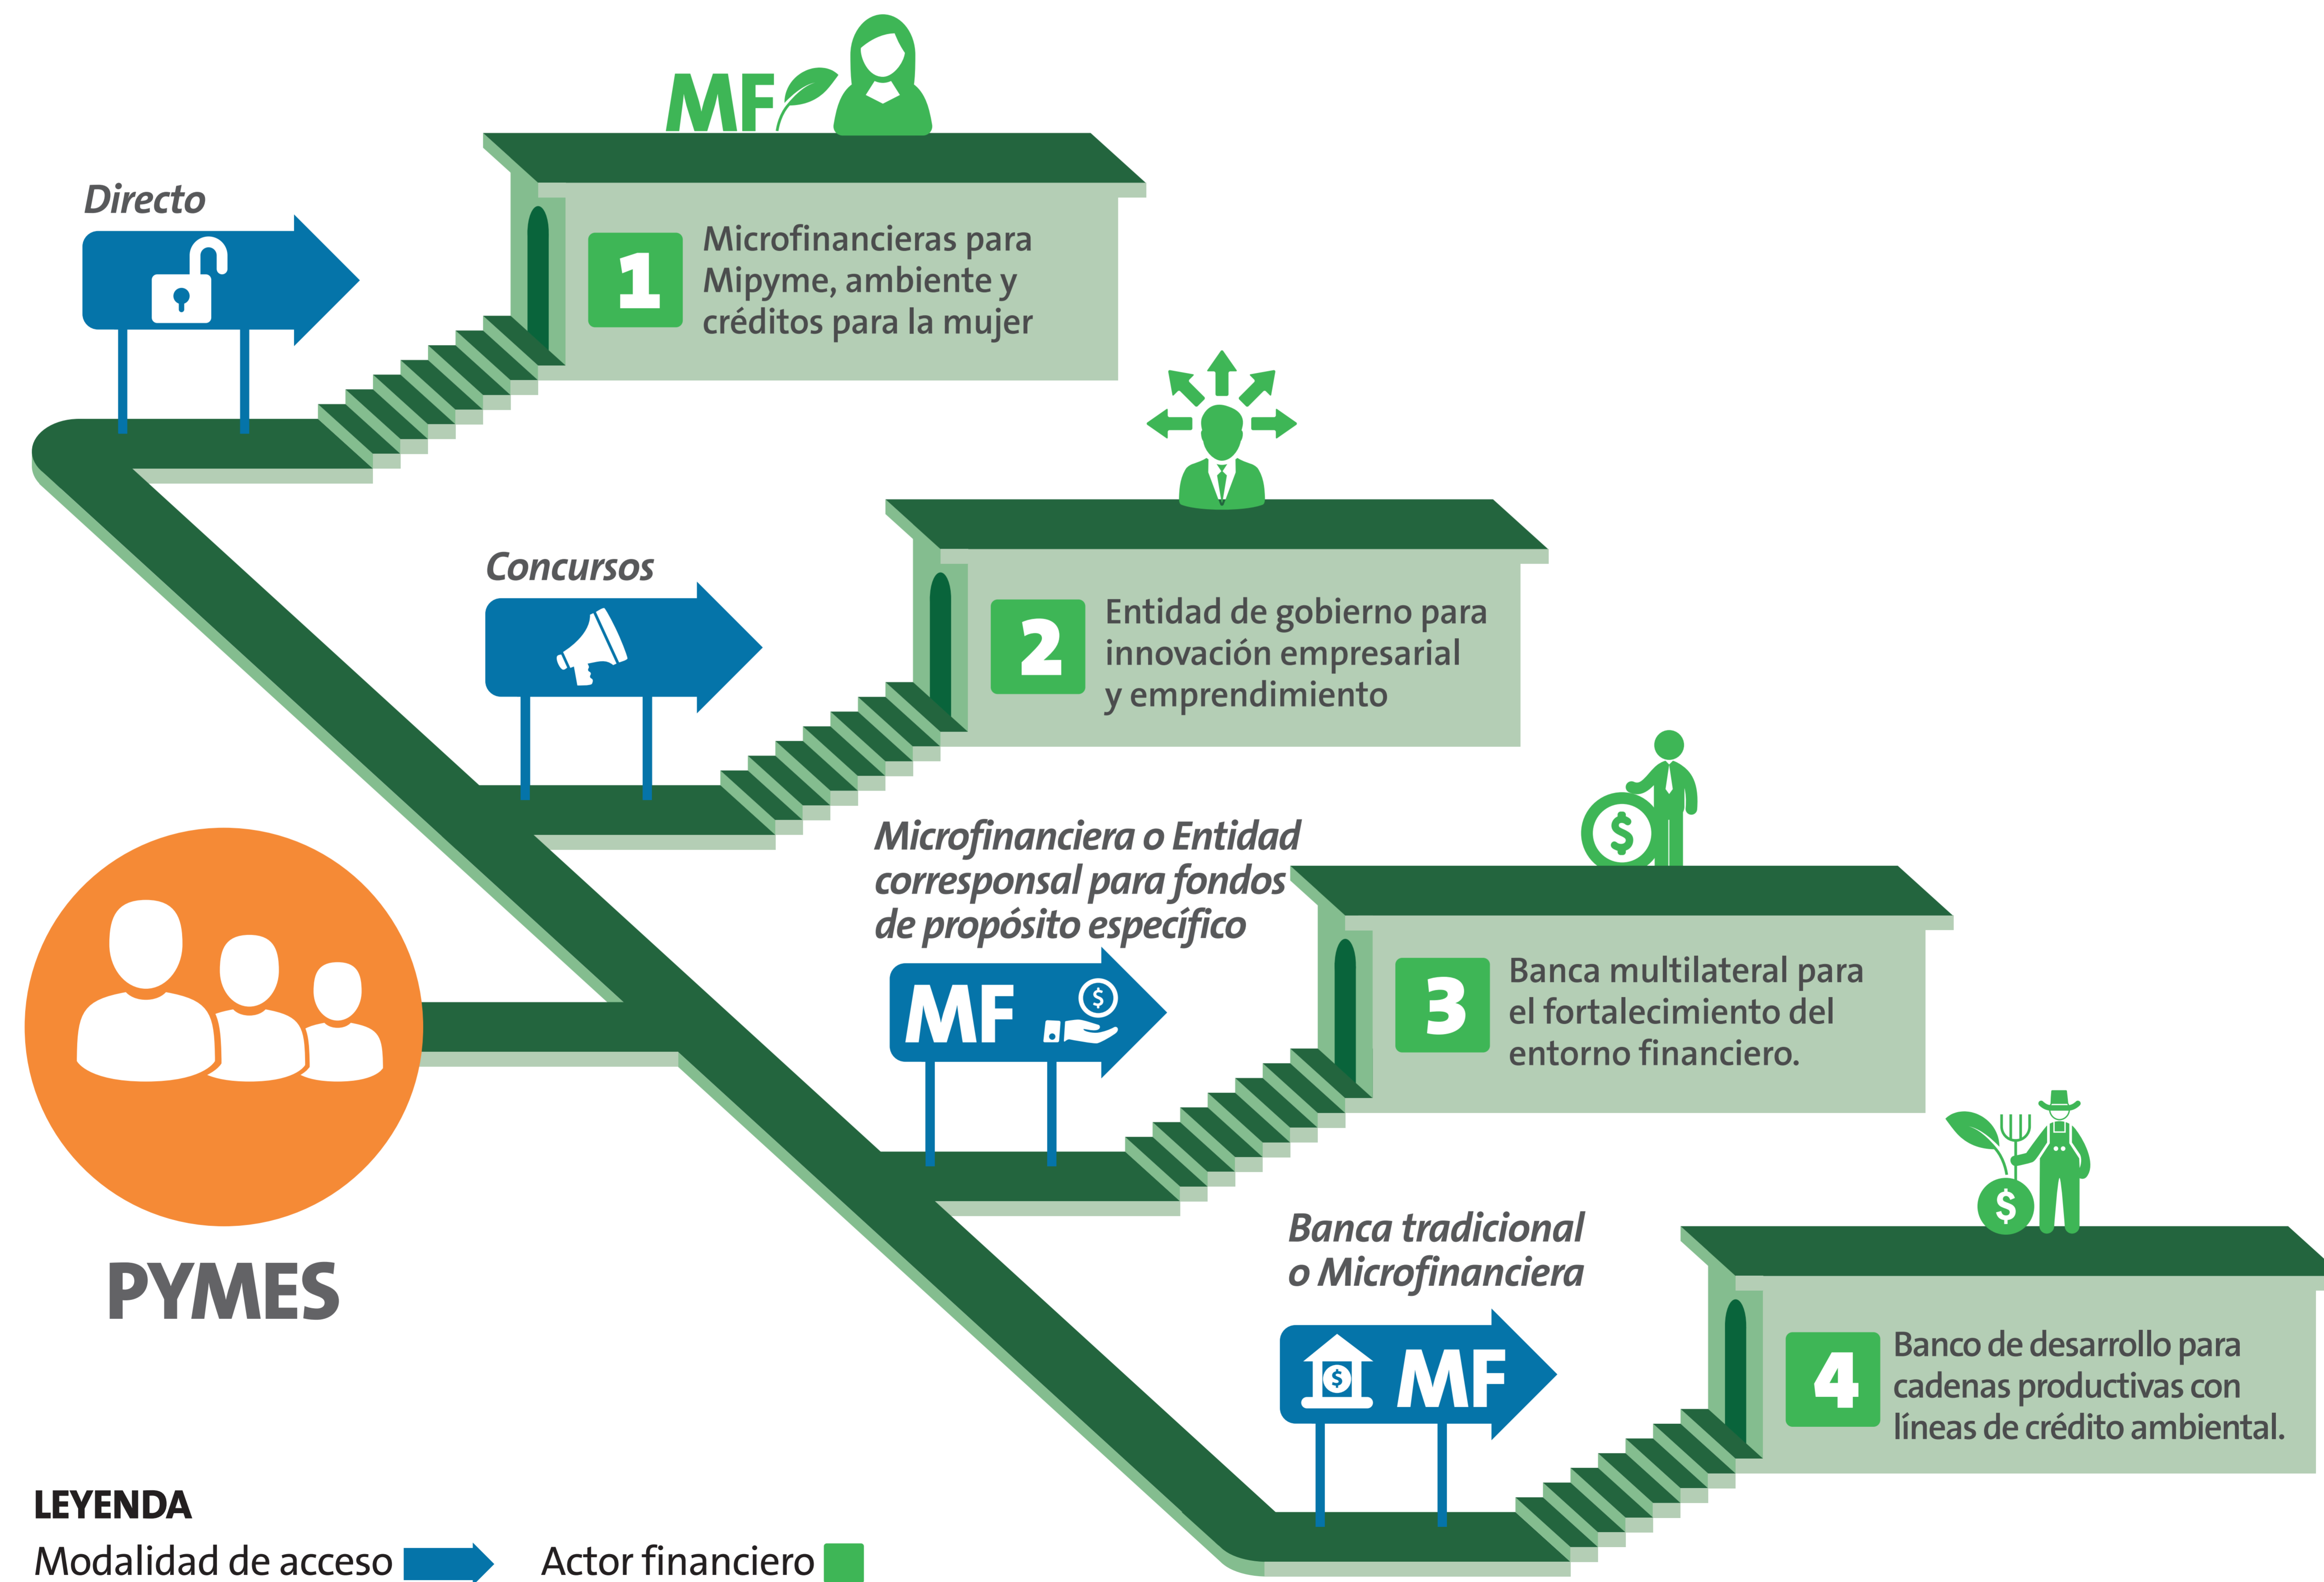 MF
Directo
1
Microfinancieras para
Mipyme, ambiente y
créditos para la mujer
Concursos
2
Entidad de gobierno para
innovación empresarial
y emprendimiento
Microfinanciera o Entidad
corresponsal para fondos
de propósito específico
MF
$
$
3
Banca multilateral para
el fortalecimiento del
entorno financiero.
Banca tradicional
o Microfinanciera
$
MF
$
4
Banco de desarrollo para
cadenas productivas con
líneas de crédito ambiental.
PYMES
LEYENDA
Modalidad de acceso
Actor financiero